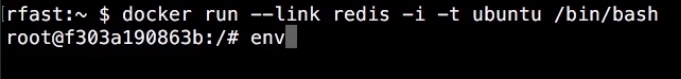 rfast:~ $ docker run --link redis -i -t ubuntu /bin/bash
root@f303a190863b:/# env